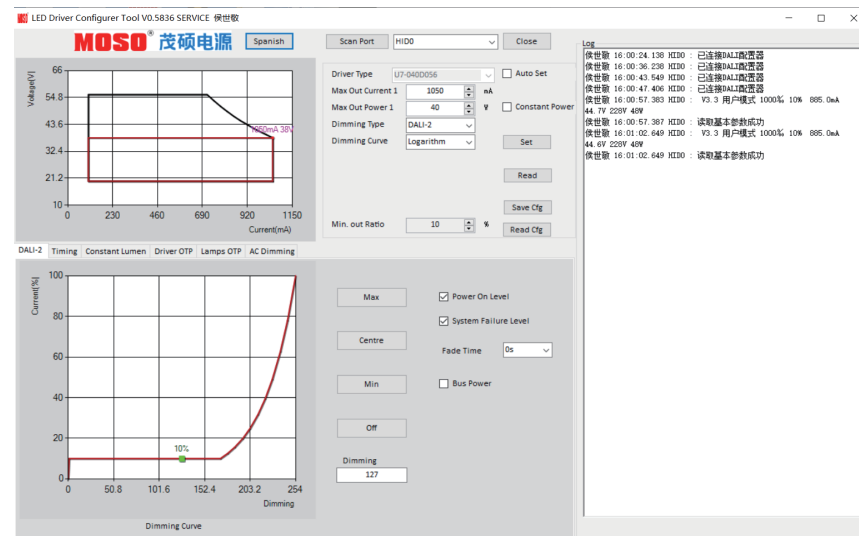 LED Driver Configurer Tool V0.5836 SERVICE 侯世敬
MOSO® 茂硕电源
Spanish
Scan Port
HID0
Close
Voltage[V]
66
54.8
43.6
32.4
21.2
10
0 230 460 690 920 1150
Current(mA)
1050mA 38V
Driver Type U7-040D056 Auto Set
Max Out Current 1 1050 mA
Max Out Power 1 40 W Constant Power
Dimming Type DALI-2
Dimming Curve Logarithm Set
Read
Save Cfg
Min. out Ratio 10 % Read Cfg
DALI-2 Timing Constant Lumen Driver OTP Lamps OTP AC Dimming
Current[%]
100
80
60
40
20
0
10%
0 50.8 101.6 152.4 203.2 254
Dimming
Dimming Curve
Max
Centre
Min
Off
Dimming
127
Power On Level
System Failure Level
Fade Time 0s
Bus Power
Log
侯世敬 16:00:24.138 HID0 : 已连接DALI配置器
侯世敬 16:00:36.238 HID0 : 已连接DALI配置器
侯世敬 16:00:43.549 HID0 : 已连接DALI配置器
侯世敬 16:00:47.406 HID0 : 已连接DALI配置器
侯世敬 16:00:57.383 HID0 : V3.3 用户模式 1000‰ 10% 885.0mA
44.7V 228V 48W
侯世敬 16:00:57.387 HID0 : 读取基本参数成功
侯世敬 16:01:02.649 HID0 : V3.3 用户模式 1000‰ 10% 885.0mA
44.6V 228V 48W
侯世敬 16:01:02.649 HID0 : 读取基本参数成功